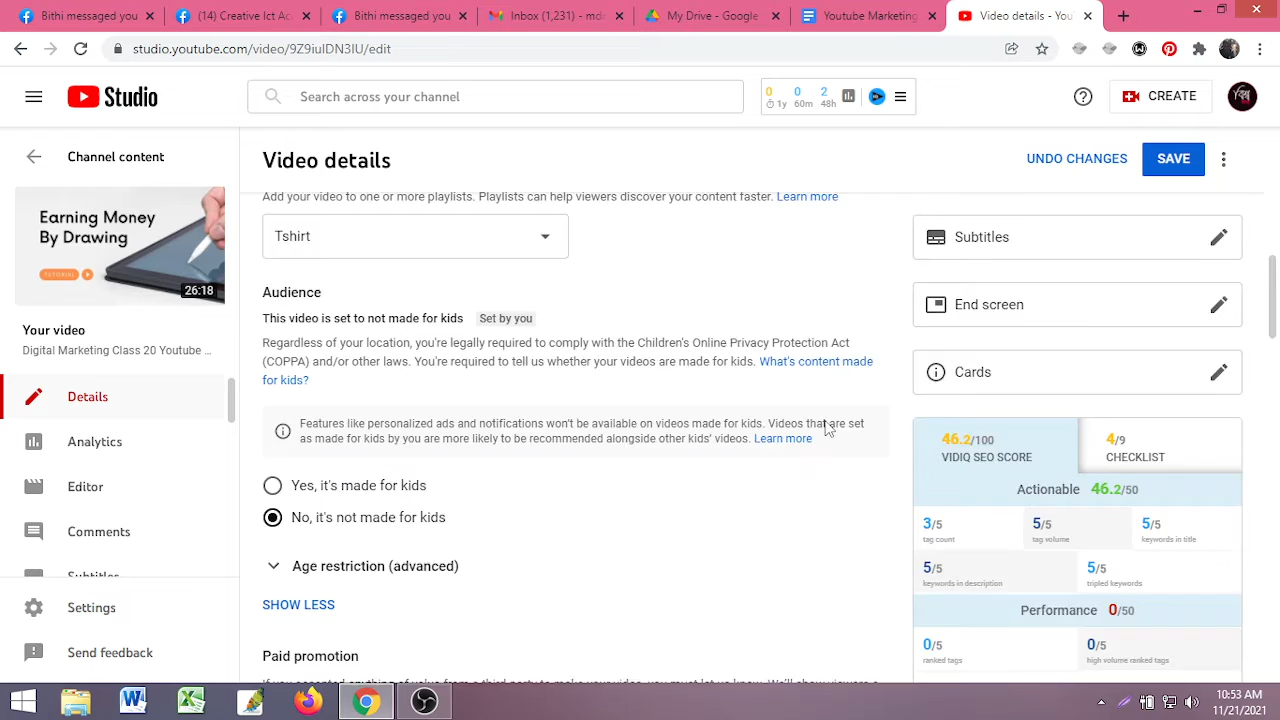 Bithi messaged you
(14) Creative Ict Ac
Bithi messaged you
Inbox (1,231) - mdr
My Drive - Google
Youtube Marketing
Video details - You
studio.youtube.com/video/9Z9iulDN3IU/edit
Studio
Search across your channel
0 0 2
1y 60m 48h
CREATE
Channel content
Video details
UNDO CHANGES
SAVE
Earning Money
By Drawing
TUTORIAL
26:18
Your video
Digital Marketing Class 20 Youtube ...
Details
Analytics
Editor
Comments
Subtitles
Settings
Send feedback
Add your video to one or more playlists. Playlists can help viewers discover your content faster. Learn more
Tshirt
Audience
This video is set to not made for kids Set by you
Regardless of your location, you're legally required to comply with the Children's Online Privacy Protection Act
(COPPA) and/or other laws. You're required to tell us whether your videos are made for kids. What's content made
for kids?
Features like personalized ads and notifications won't be available on videos made for kids. Videos that are set
as made for kids by you are more likely to be recommended alongside other kids' videos. Learn more
Yes, it's made for kids
No, it's not made for kids
Age restriction (advanced)
SHOW LESS
Paid promotion
Subtitles
End screen
Cards
46.2/100
VIDIQ SEO SCORE
4/9
CHECKLIST
Actionable 46.2/50
3/5
tag count
5/5
tag volume
5/5
keywords in title
5/5
keywords in description
5/5
tripled keywords
Performance 0/50
0/5
ranked tags
0/5
high volume ranked tags
10:53 AM
11/21/2021